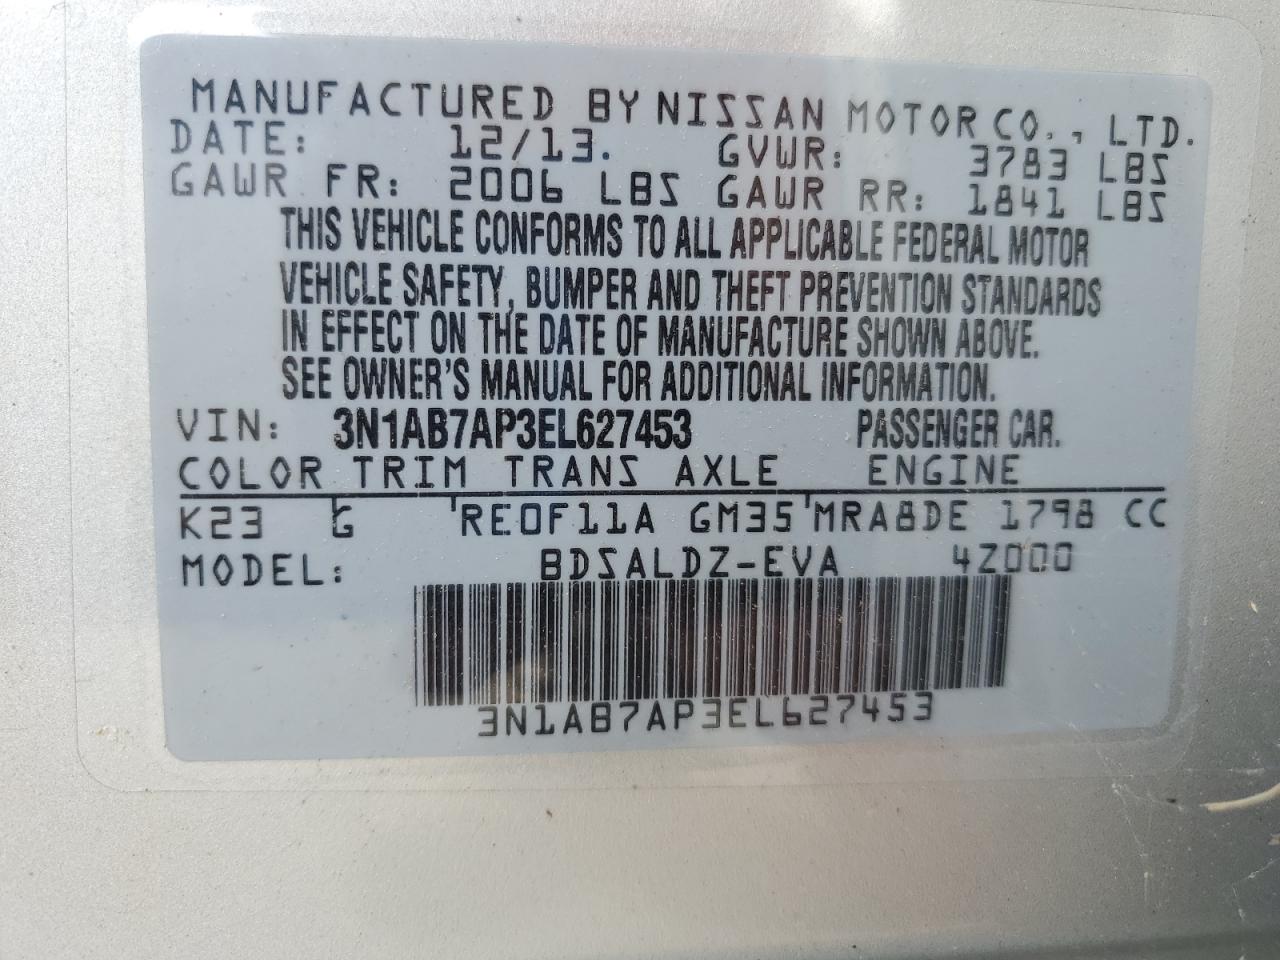 MANUFACTURED BY NISSAN MOTOR CO., LTD.
DATE: 12/13. GVWR: 3783 LBS
GAWR FR: 2006 LBS GAWR RR: 1841 LBS
THIS VEHICLE CONFORMS TO ALL APPLICABLE FEDERAL MOTOR
VEHICLE SAFETY, BUMPER AND THEFT PREVENTION STANDARDS
IN EFFECT ON THE DATE OF MANUFACTURE SHOWN ABOVE.
SEE OWNER'S MANUAL FOR ADDITIONAL INFORMATION.
VIN: 3N1AB7AP3EL627453 PASSENGER CAR.
COLOR TRIM TRANS AXLE ENGINE
K23 G RE0F11A GM35 MRA8DE 1798 CC
MODEL: BDSALDZ-EVA 4Z000
3N1AB7AP3EL627453